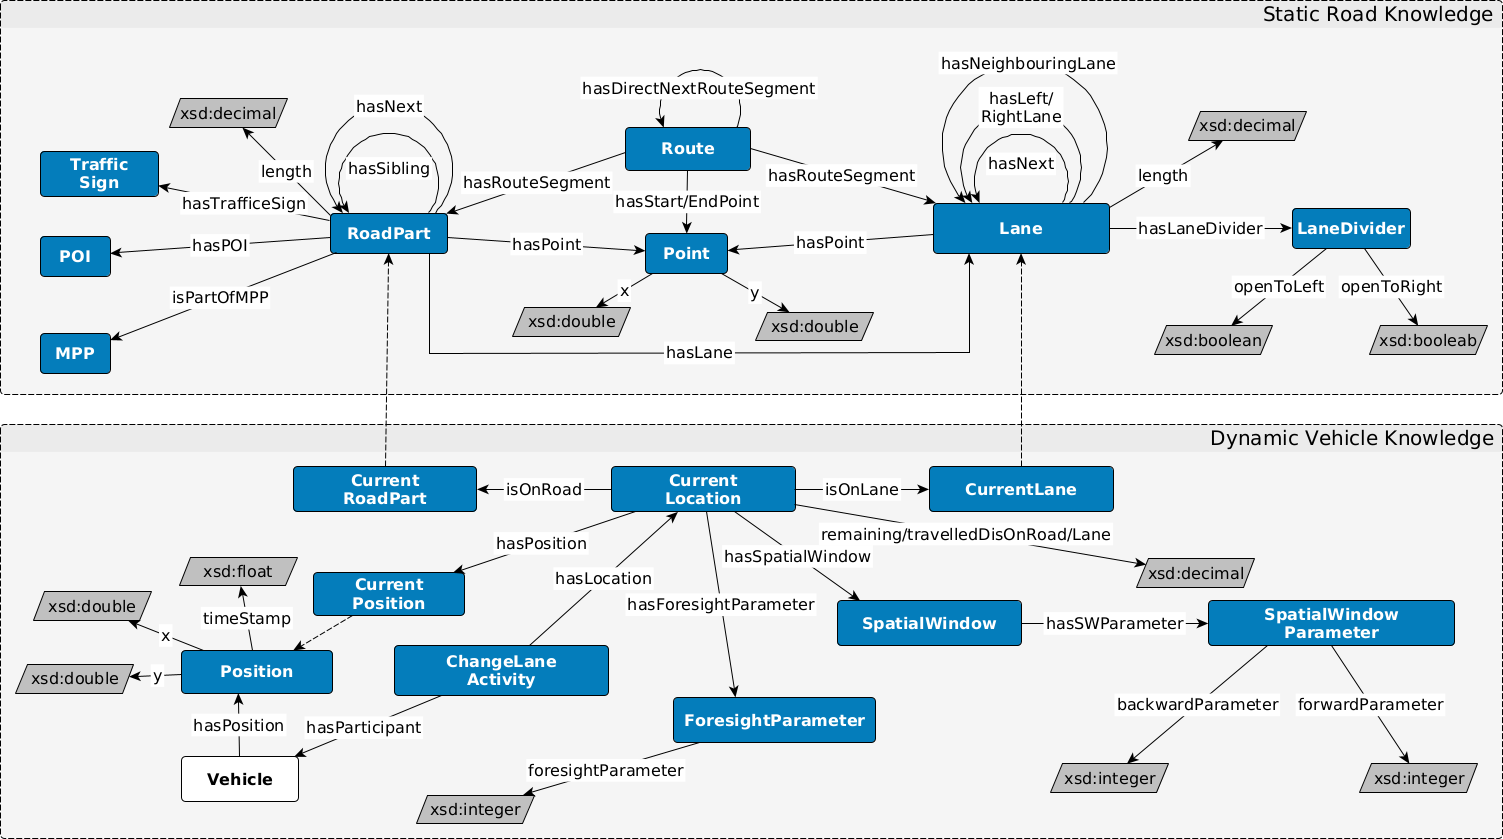 Static Road Knowledge
hasNeighbouringLane
hasDirectNextRouteSegment
hasLeft/
RightLane
hasNext
xsd:decimal
xsd:decimal
Route
hasNext
Traffic
Sign
length
hasSibling
hasRouteSegment
hasRouteSegment
length
hasTrafficeSign
hasStart/EndPoint
RoadPart
Lane
hasLaneDivider
LaneDivider
POI
hasPOI
hasPoint
Point
hasPoint
isPartOfMPP
x
y
openToLeft
openToRight
xsd:double
xsd:double
MPP
hasLane
xsd:boolean
xsd:booleab
Dynamic Vehicle Knowledge
Current
RoadPart
isOnRoad
Current
Location
isOnLane
CurrentLane
remaining/travelledDisOnRoad/Lane
hasPosition
hasSpatialWindow
xsd:float
hasLocation
xsd:decimal
Current
Position
xsd:double
timeStamp
hasForesightParameter
x
SpatialWindow
hasSWParameter
SpatialWindow
Parameter
xsd:double
y
Position
ChangeLane
Activity
hasPosition
hasParticipant
ForesightParameter
backwardParameter
forwardParameter
Vehicle
foresightParameter
xsd:integer
xsd:integer
xsd:integer